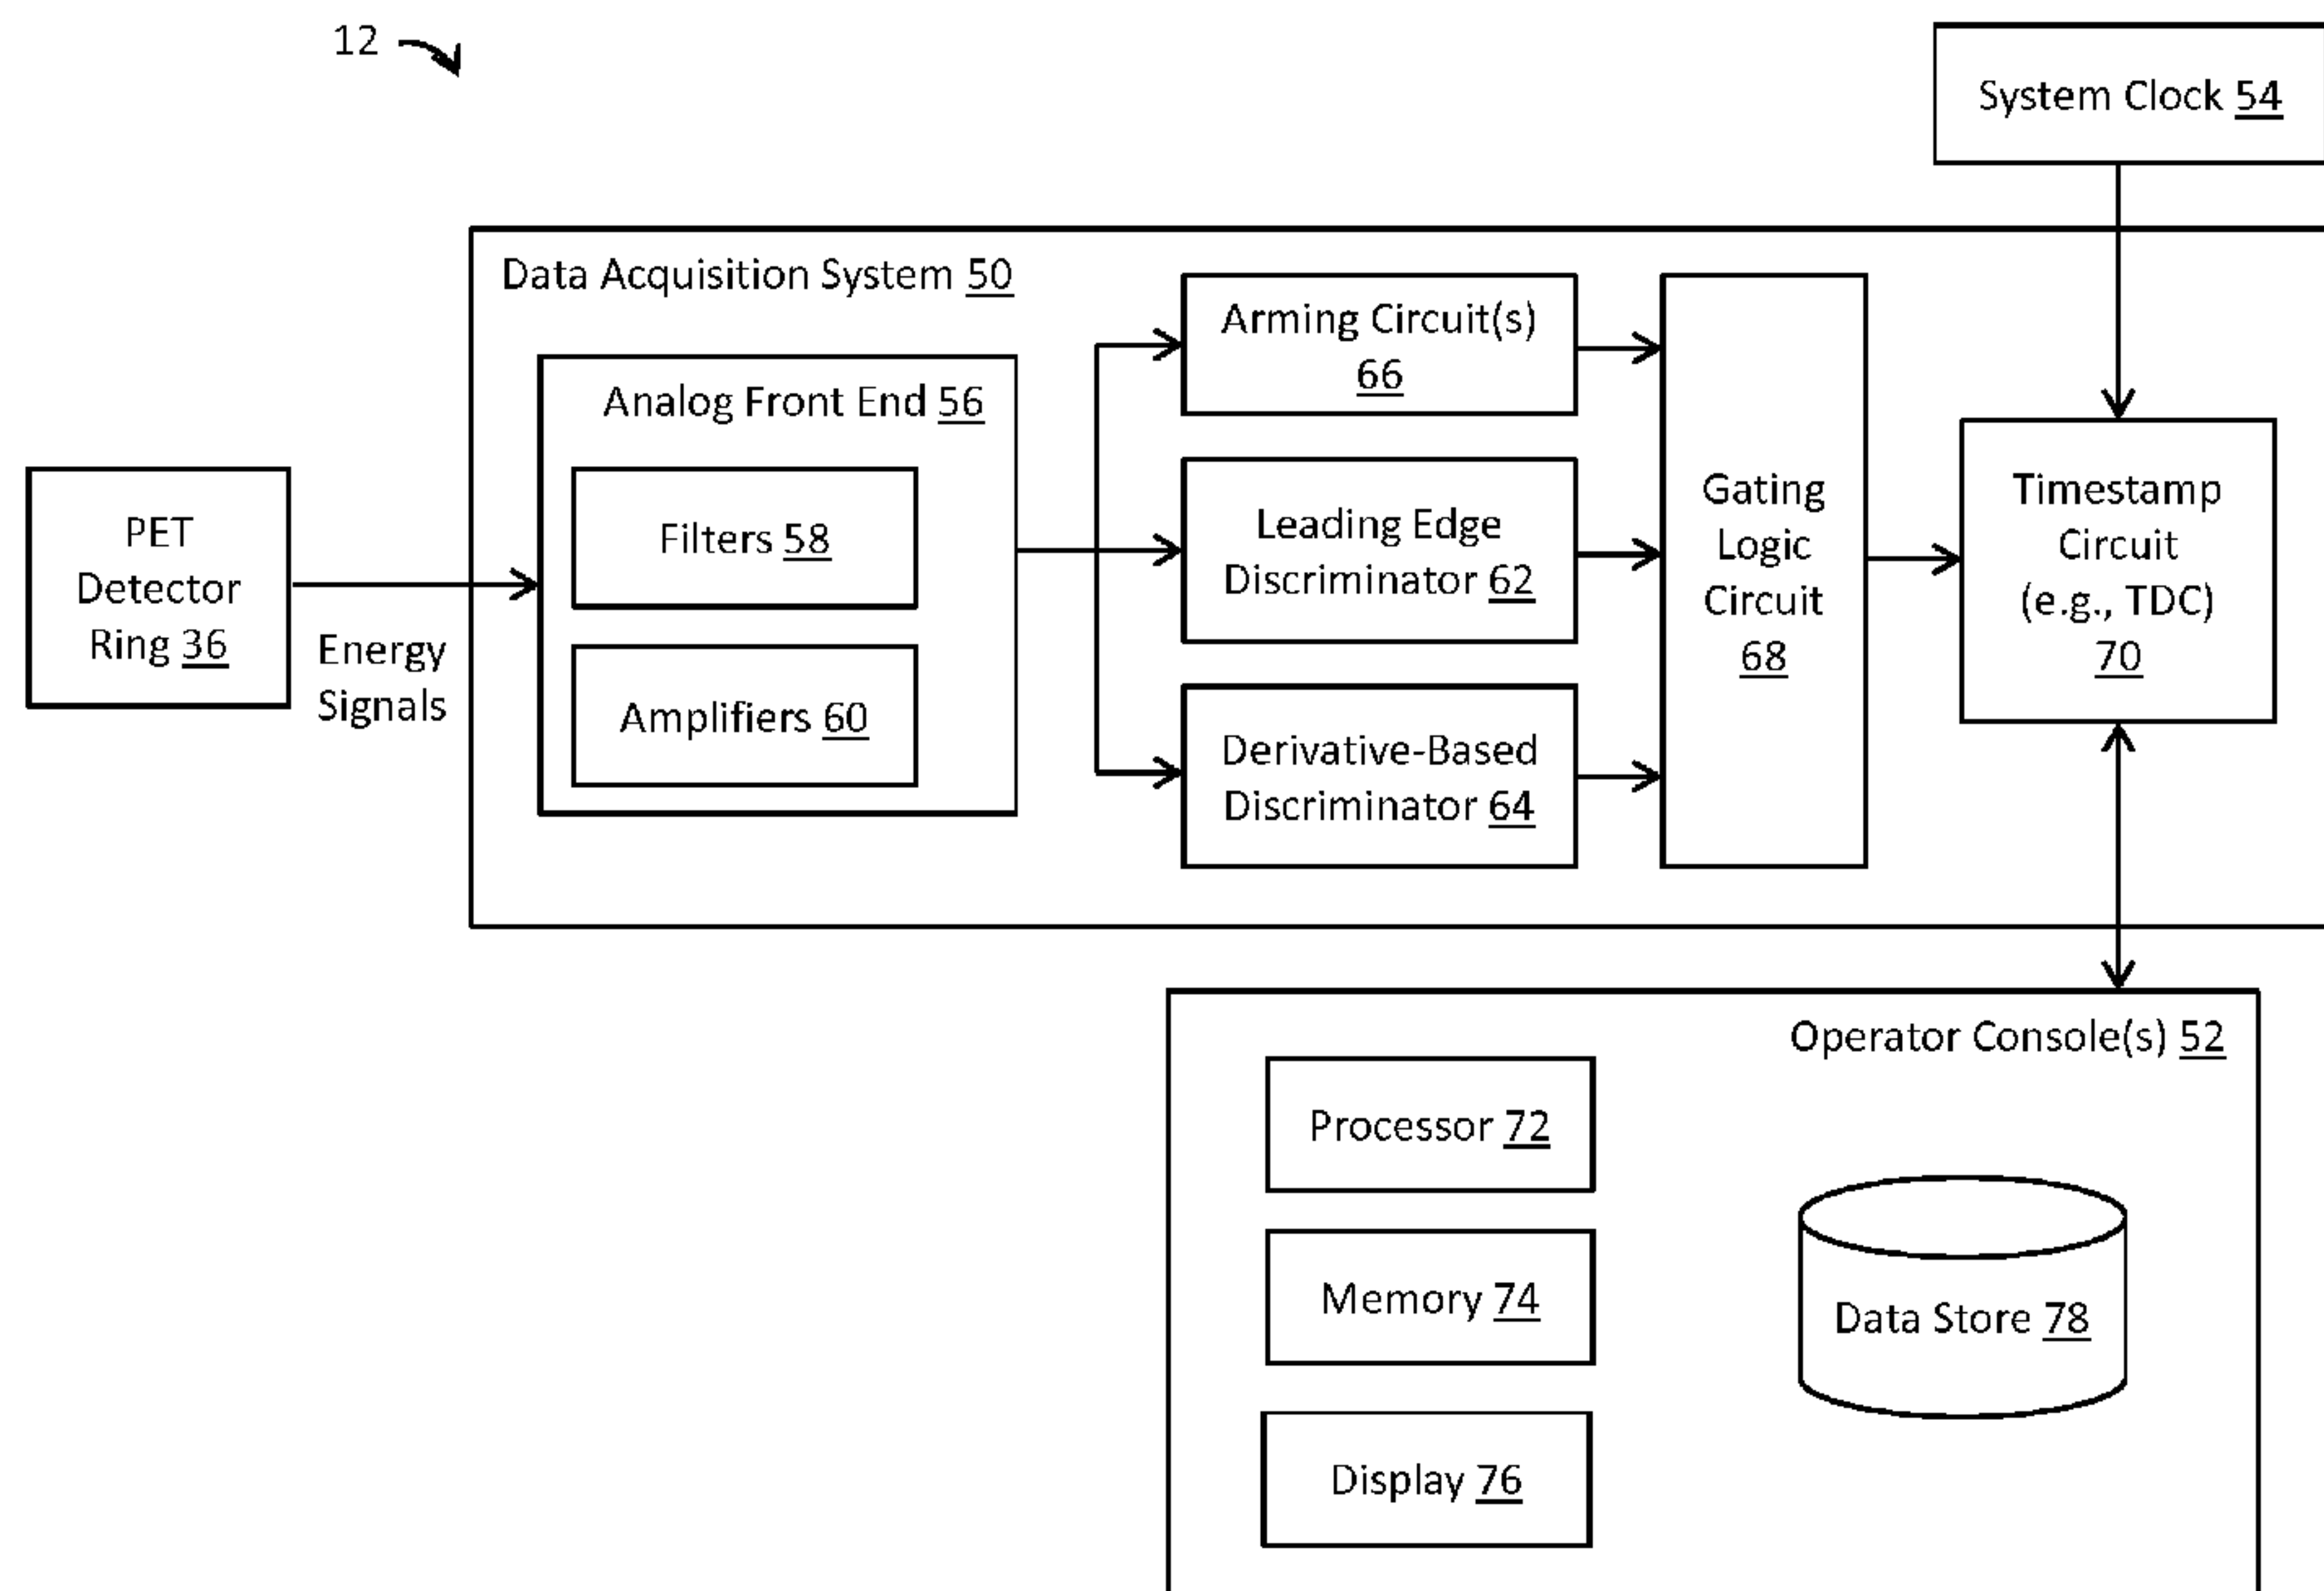 12
System Clock 54
Data Acquisition System 50
Arming Circuit(s)
66
Analog Front End 56
Filters 58
Amplifiers 60
PET
Detector
Ring 36
Energy
Signals
Leading Edge
Discriminator 62
Derivative-Based
Discriminator 64
Gating
Logic
Circuit
68
Timestamp
Circuit
(e.g., TDC)
70
Operator Console(s) 52
Processor 72
Memory 74
Display 76
Data Store 78